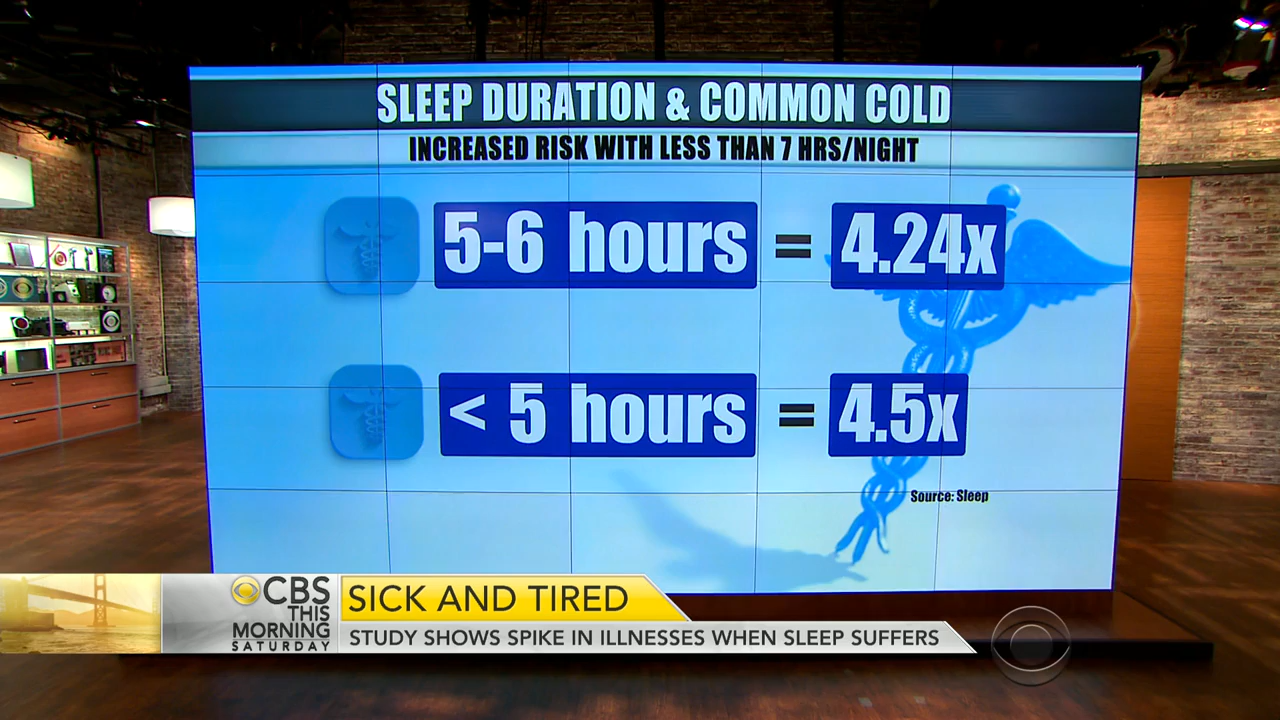 SLEEP DURATION & COMMON COLD
INCREASED RISK WITH LESS THAN 7 HRS/NIGHT
5-6 hours = 4.24x
< 5 hours = 4.5x
Source: Sleep
CBS
THIS
MORNING
SATURDAY
SICK AND TIRED
STUDY SHOWS SPIKE IN ILLNESSES WHEN SLEEP SUFFERS